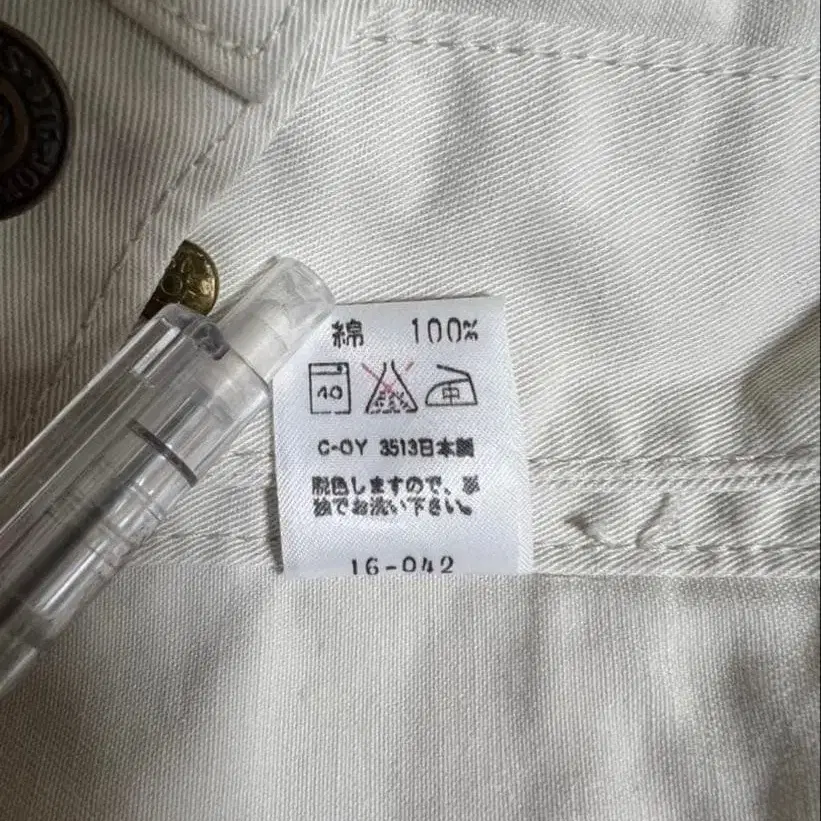 綿 100%
40 中
C-OY 3513日本製
脱色しますので、単
独でお洗い下さい。
16-042